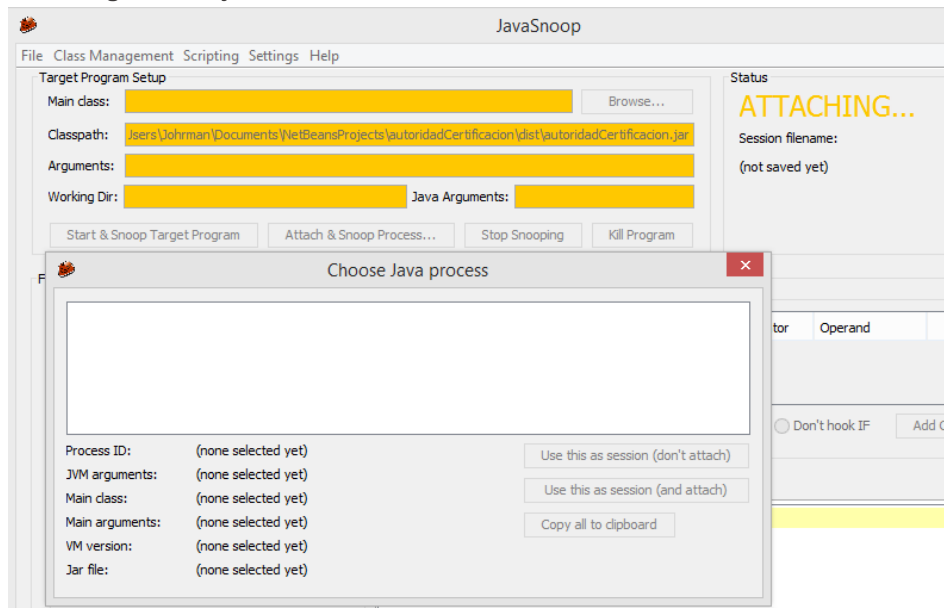 JavaSnoop
File Class Management Scripting Settings Help
Target Program Setup
Main class:
Browse...
Classpath: Jsers\Johrman\Documents\NetBeansProjects\autoridadCertificacion\dist\autoridadCertificacion.jar
Arguments:
Working Dir:
Java Arguments:
Start & Snoop Target Program
Attach & Snoop Process...
Stop Snooping
Kill Program
Status
ATTACHING...
Session filename:
(not saved yet)
F
Choose Java process
Process ID: (none selected yet)
JVM arguments: (none selected yet)
Main class: (none selected yet)
Main arguments: (none selected yet)
VM version: (none selected yet)
Jar file: (none selected yet)
Use this as session (don't attach)
Use this as session (and attach)
Copy all to clipboard
tor Operand
Don't hook IF
Add C